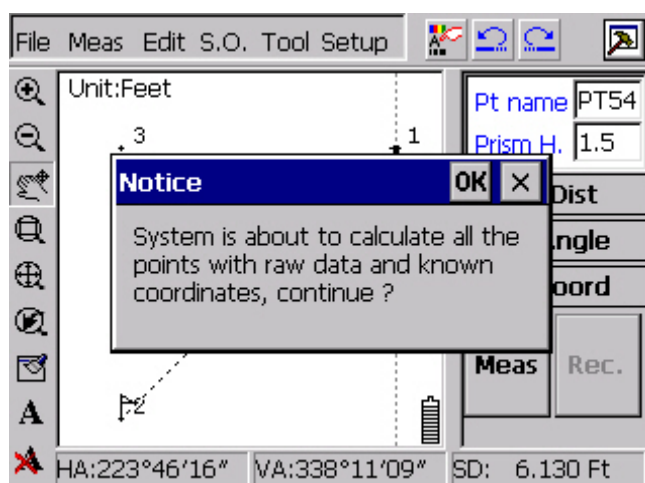 File Meas Edit S.O. Tool Setup
Unit:Feet
Pt name PT54
3
1
Prism H. 1.5
Notice OK ×
Dist
System is about to calculate all the
points with raw data and known
coordinates, continue ?
ngle
oord
Meas Rec.
2
A
HA:223°46'16" VA:338°11'09" SD: 6.130 Ft